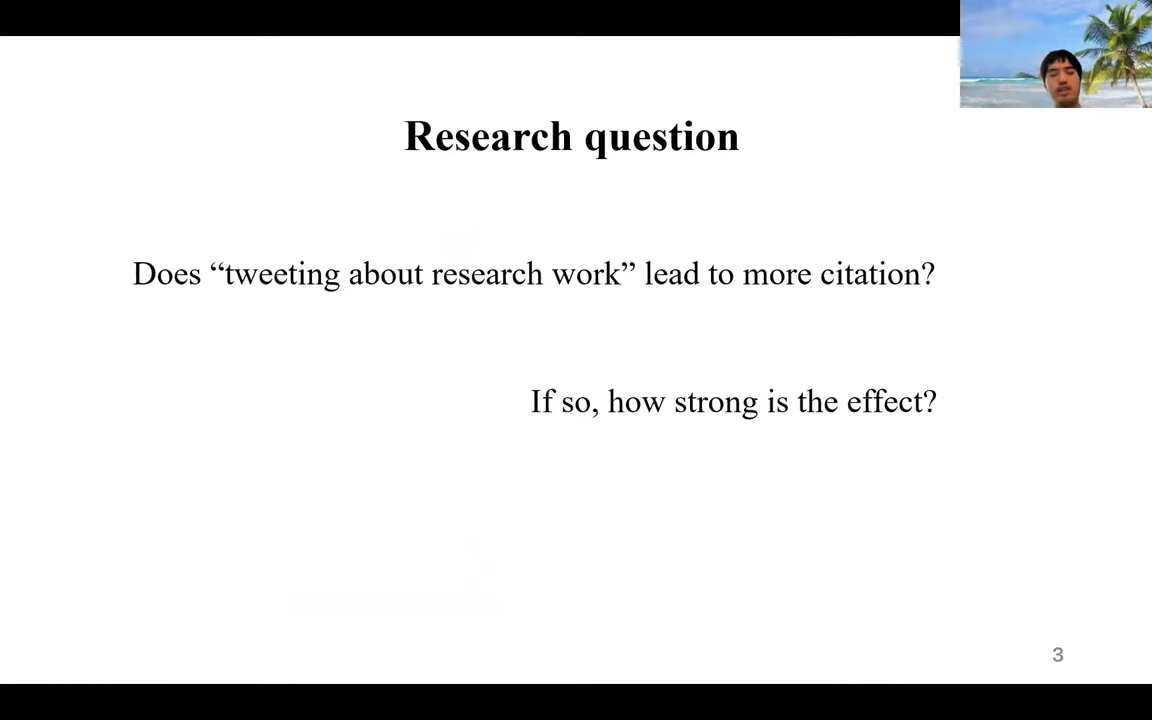 Research question
Does “tweeting about research work” lead to more citation?
If so, how strong is the effect?
3